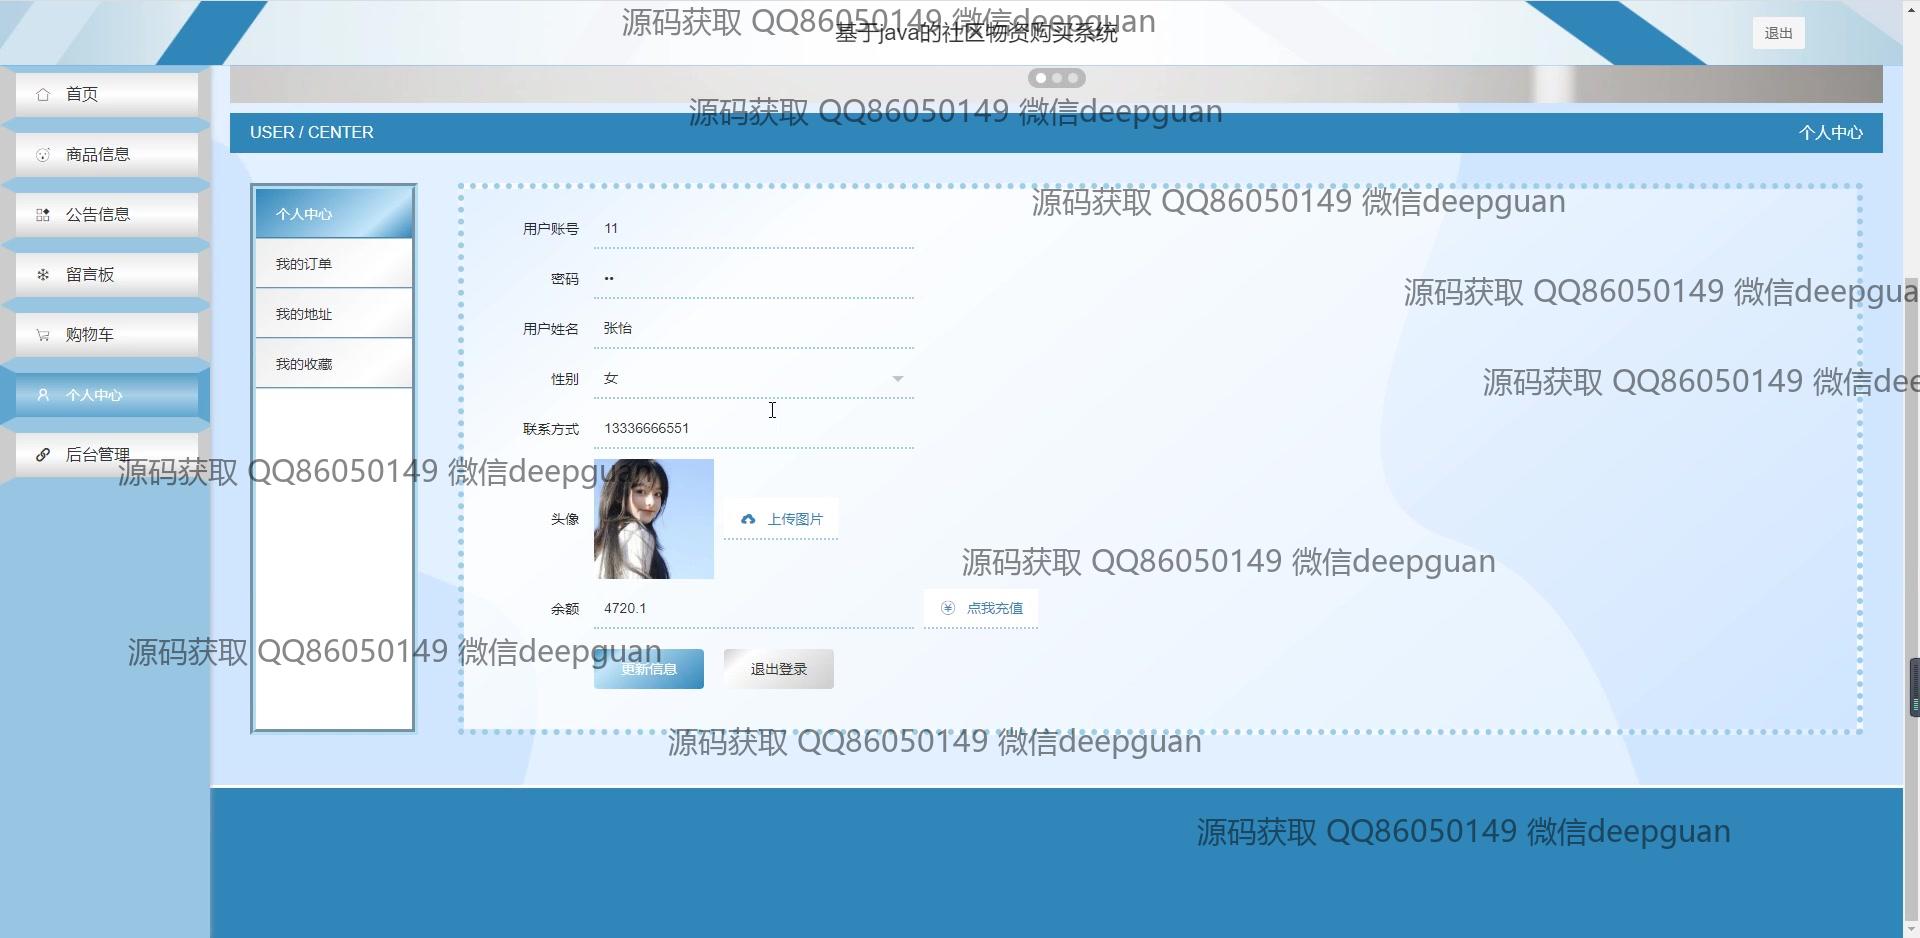 源码获取 QQ86050149 微信deepguan
基于java的社区物资购买系统
退出
首页
商品信息
公告信息
留言板
购物车
个人中心
后台管理
源码获取 QQ86050149 微信deepguan
USER / CENTER
个人中心
个人中心
我的订单
我的地址
我的收藏
源码获取 QQ86050149 微信deepguan
用户账号 11
密码 ••
源码获取 QQ86050149 微信deepgua
用户姓名 张怡
性别 女
源码获取 QQ86050149 微信dee
联系方式 13336666551
源码获取 QQ86050149 微信deepguan
头像 上传图片
源码获取 QQ86050149 微信deepguan
余额 4720.1 点我充值
源码获取 QQ86050149 微信deepguan
更新信息 退出登录
源码获取 QQ86050149 微信deepguan
源码获取 QQ86050149 微信deepguan